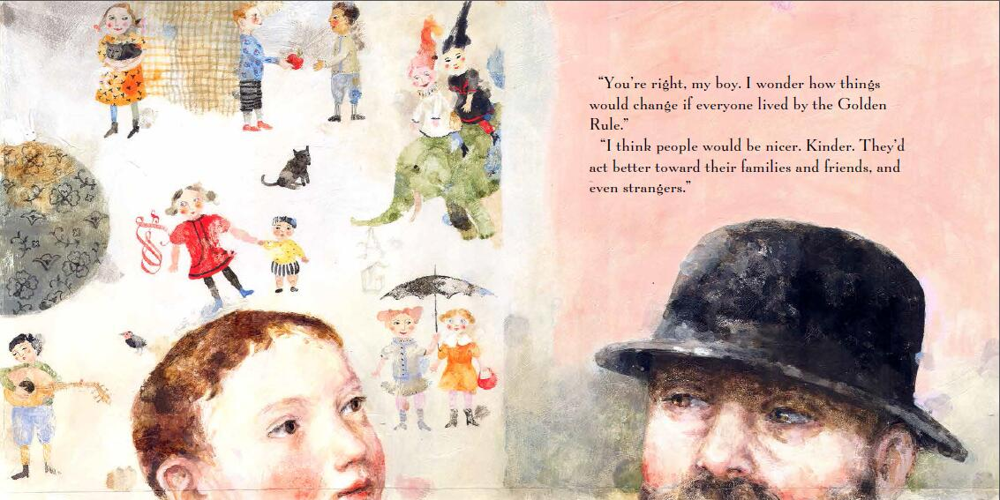 “You’re right, my boy. I wonder how things
would change if everyone lived by the Golden
Rule.”
“I think people would be nicer. Kinder. They’d
act better toward their families and friends, and
even strangers.”